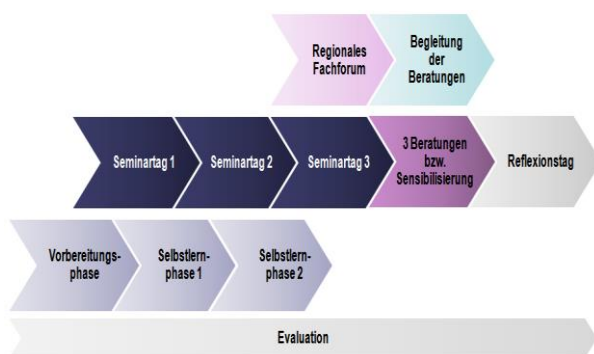 Regionales
Fachforum
Begleitung
der
Beratungen
Seminartag 1
Seminartag 2
Seminartag 3
3 Beratungen
bzw.
Sensibilisierung
Reflexionstag
Vorbereitungs-
phase
Selbstlern-
phase 1
Selbstlern-
phase 2
Evaluation